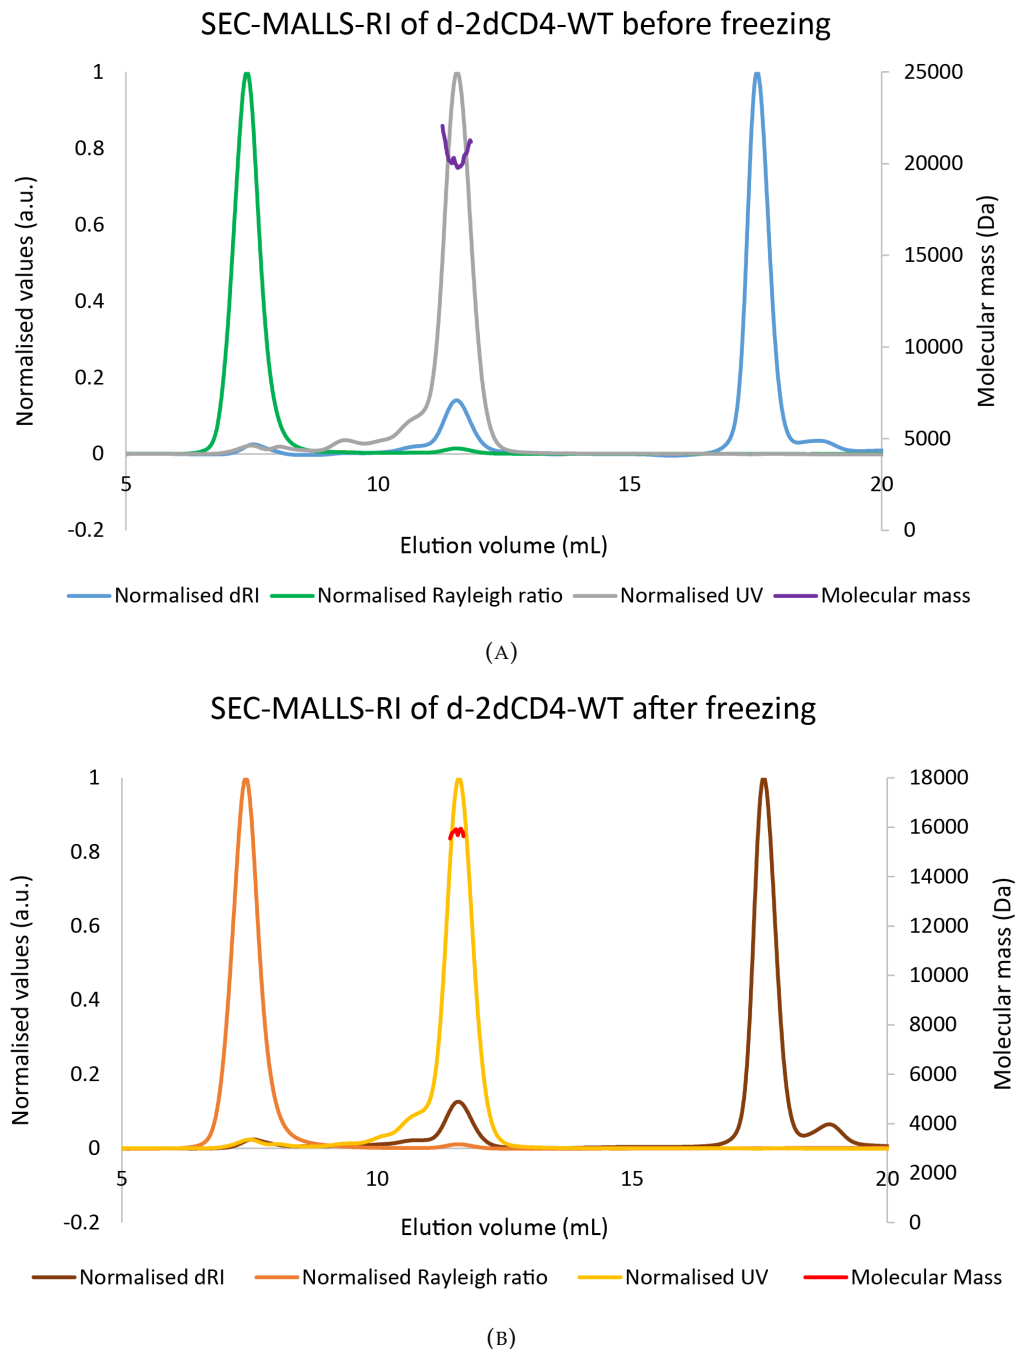 SEC-MALLS-RI of d-2dCD4-WT before freezing
1
0.8
0.6
0.4
0.2
0
-0.2
Normalised values (a.u.)
25000
20000
15000
10000
5000
0
Molecular mass (Da)
5
10
15
20
Elution volume (mL)
Normalised dRI
Normalised Rayleigh ratio
Normalised UV
Molecular mass
(A)
SEC-MALLS-RI of d-2dCD4-WT after freezing
1
0.8
0.6
0.4
0.2
0
-0.2
Normalised values (a.u.)
18000
16000
14000
12000
10000
8000
6000
4000
2000
0
Molecular mass (Da)
5
10
15
20
Elution volume (mL)
Normalised dRI
Normalised Rayleigh ratio
Normalised UV
Molecular Mass
(B)